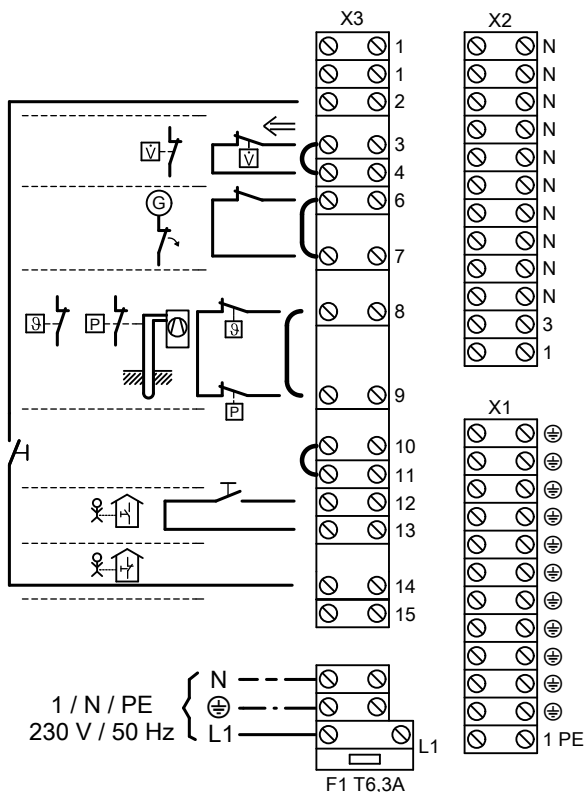 X3
1
1
2
3
4
6
7
8
9
10
11
12
13
14
15
V̇
V̇
G
ϑ
P
ϑ
P
X2
N
N
N
N
N
N
N
N
N
N
3
1
X1
1 PE
1 / N / PE
230 V / 50 Hz
N
L1
L1
F1 T6,3A